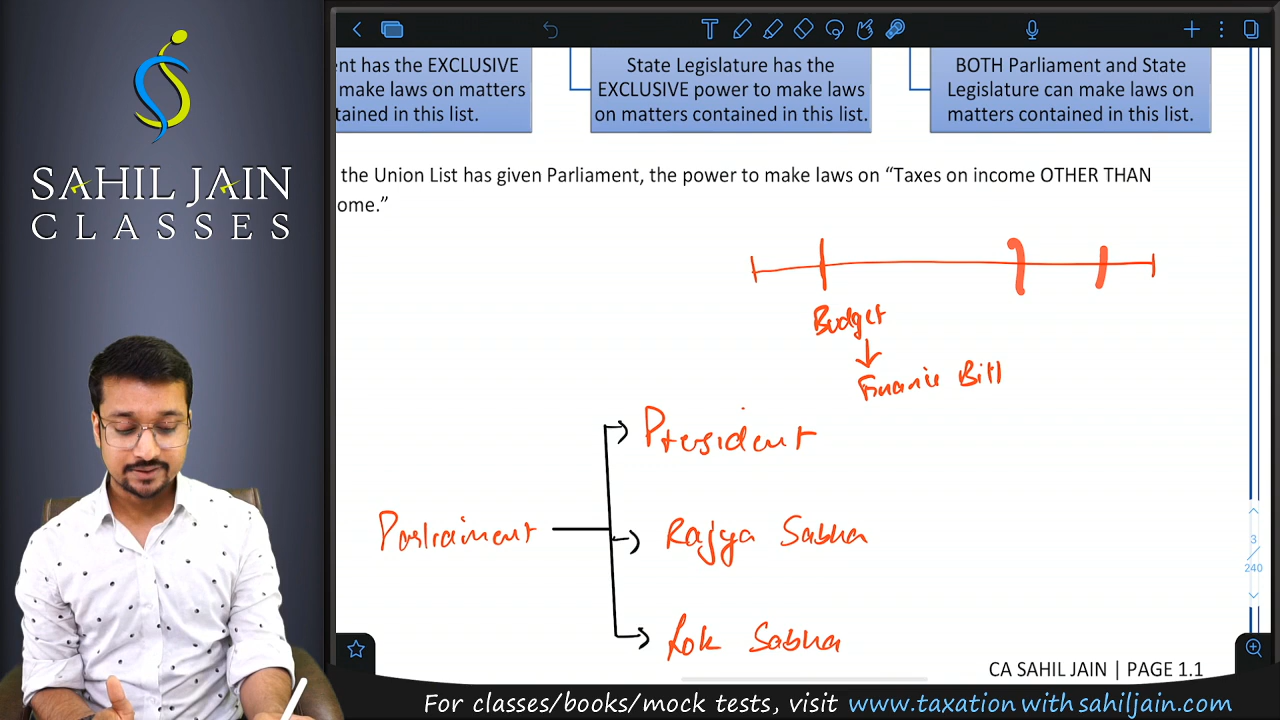 SAHIL JAIN
CLASSES
nt has the EXCLUSIVE
make laws on matters
tained in this list.
State Legislature has the
EXCLUSIVE power to make laws
on matters contained in this list.
BOTH Parliament and State
Legislature can make laws on
matters contained in this list.
the Union List has given Parliament, the power to make laws on “Taxes on income OTHER THAN
ome.”
Budget
Finance Bill
President
Parliament
Rajya Sabha
Lok Sabha
3
/
240
CA SAHIL JAIN | PAGE 1.1
For classes/books/mock tests, visit www.taxationwithsahiljain.com